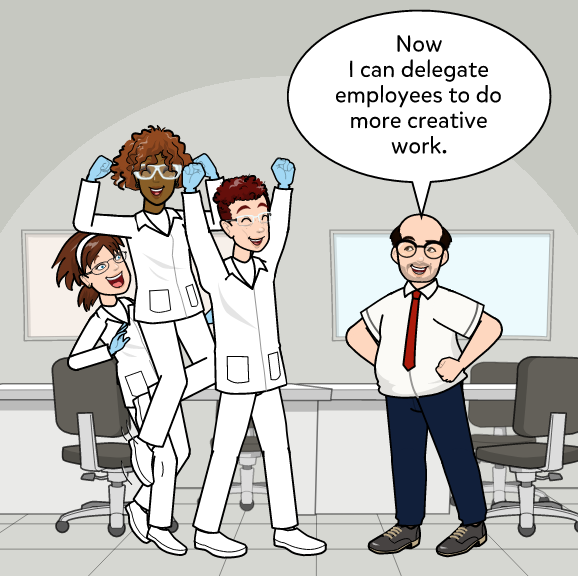 Now
I can delegate
employees to do
more creative
work.